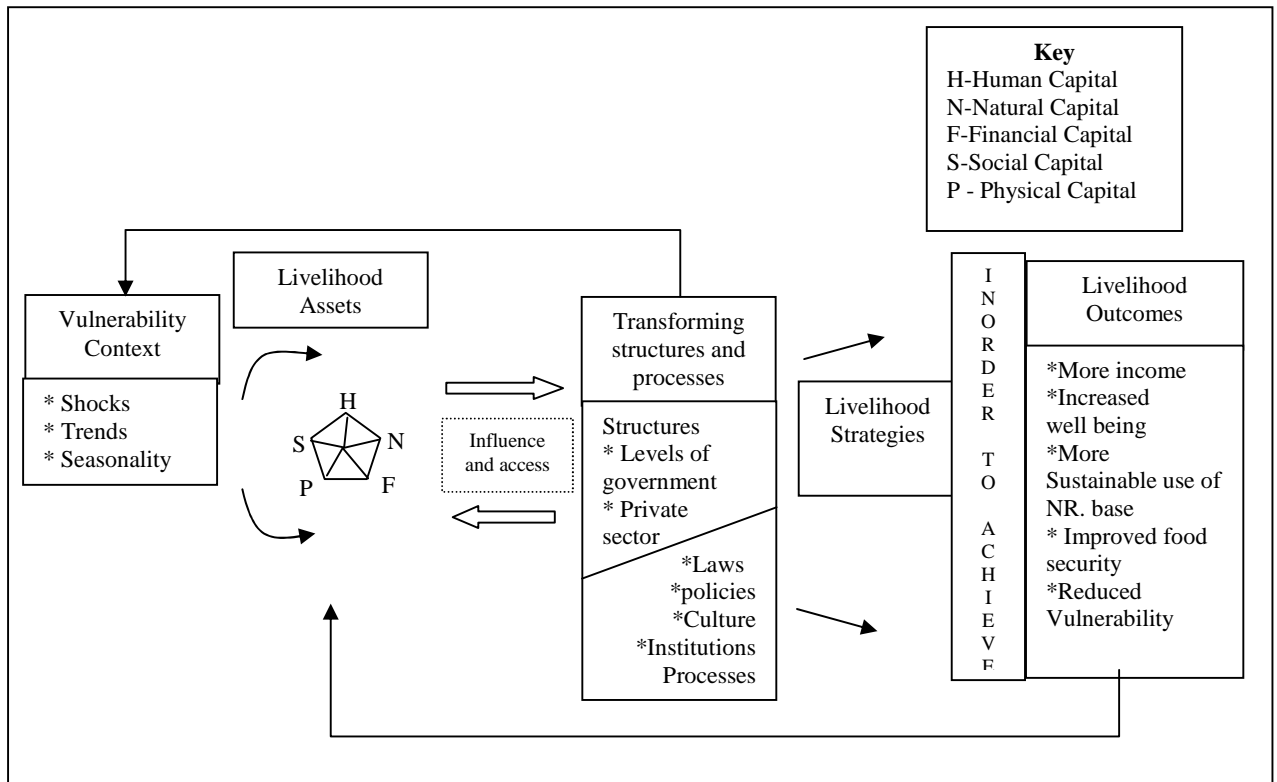 Key
H-Human Capital
N-Natural Capital
F-Financial Capital
S-Social Capital
P - Physical Capital
Vulnerability
Context
* Shocks
* Trends
* Seasonality
Livelihood
Assets
H
S
N
P
F
Influence
and access
Transforming
structures and
processes
Structures
* Levels of
government
* Private
sector
*Laws
*policies
*Culture
*Institutions
Processes
Livelihood
Strategies
I
N
O
R
D
E
R
T
O
A
C
H
I
E
V
E
Livelihood
Outcomes
*More income
*Increased
well being
*More
Sustainable use of
NR. base
* Improved food
security
*Reduced
Vulnerability